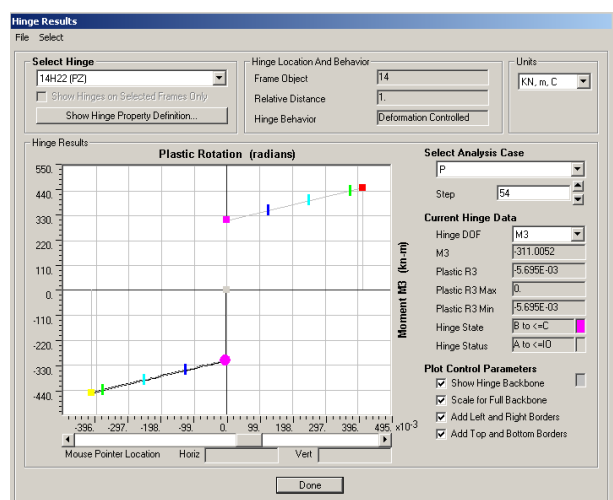 Hinge Results
File Select
Select Hinge
14H22 (PZ)
Show Hinges on Selected Frames Only
Show Hinge Property Definition...
Hinge Location And Behavior
Frame Object 14
Relative Distance 1.
Hinge Behavior Deformation Controlled
Units
KN, m, C
Hinge Results
Plastic Rotation (radians)
550.
440.
330.
220.
110.
0.
-110.
-220.
-330.
-440.
-396. -297. -198. -99. 0. 99. 198. 297. 396. 495. x10-3
Moment M3 (kn-m)
Mouse Pointer Location Horiz Vert
Select Analysis Case
P
Step 54
Current Hinge Data
Hinge DOF M3
M3 -311.0052
Plastic R3 -5.695E-03
Plastic R3 Max 0.
Plastic R3 Min -5.695E-03
Hinge State B to <=C
Hinge Status A to <=IO
Plot Control Parameters
Show Hinge Backbone
Scale for Full Backbone
Add Left and Right Borders
Add Top and Bottom Borders
Done